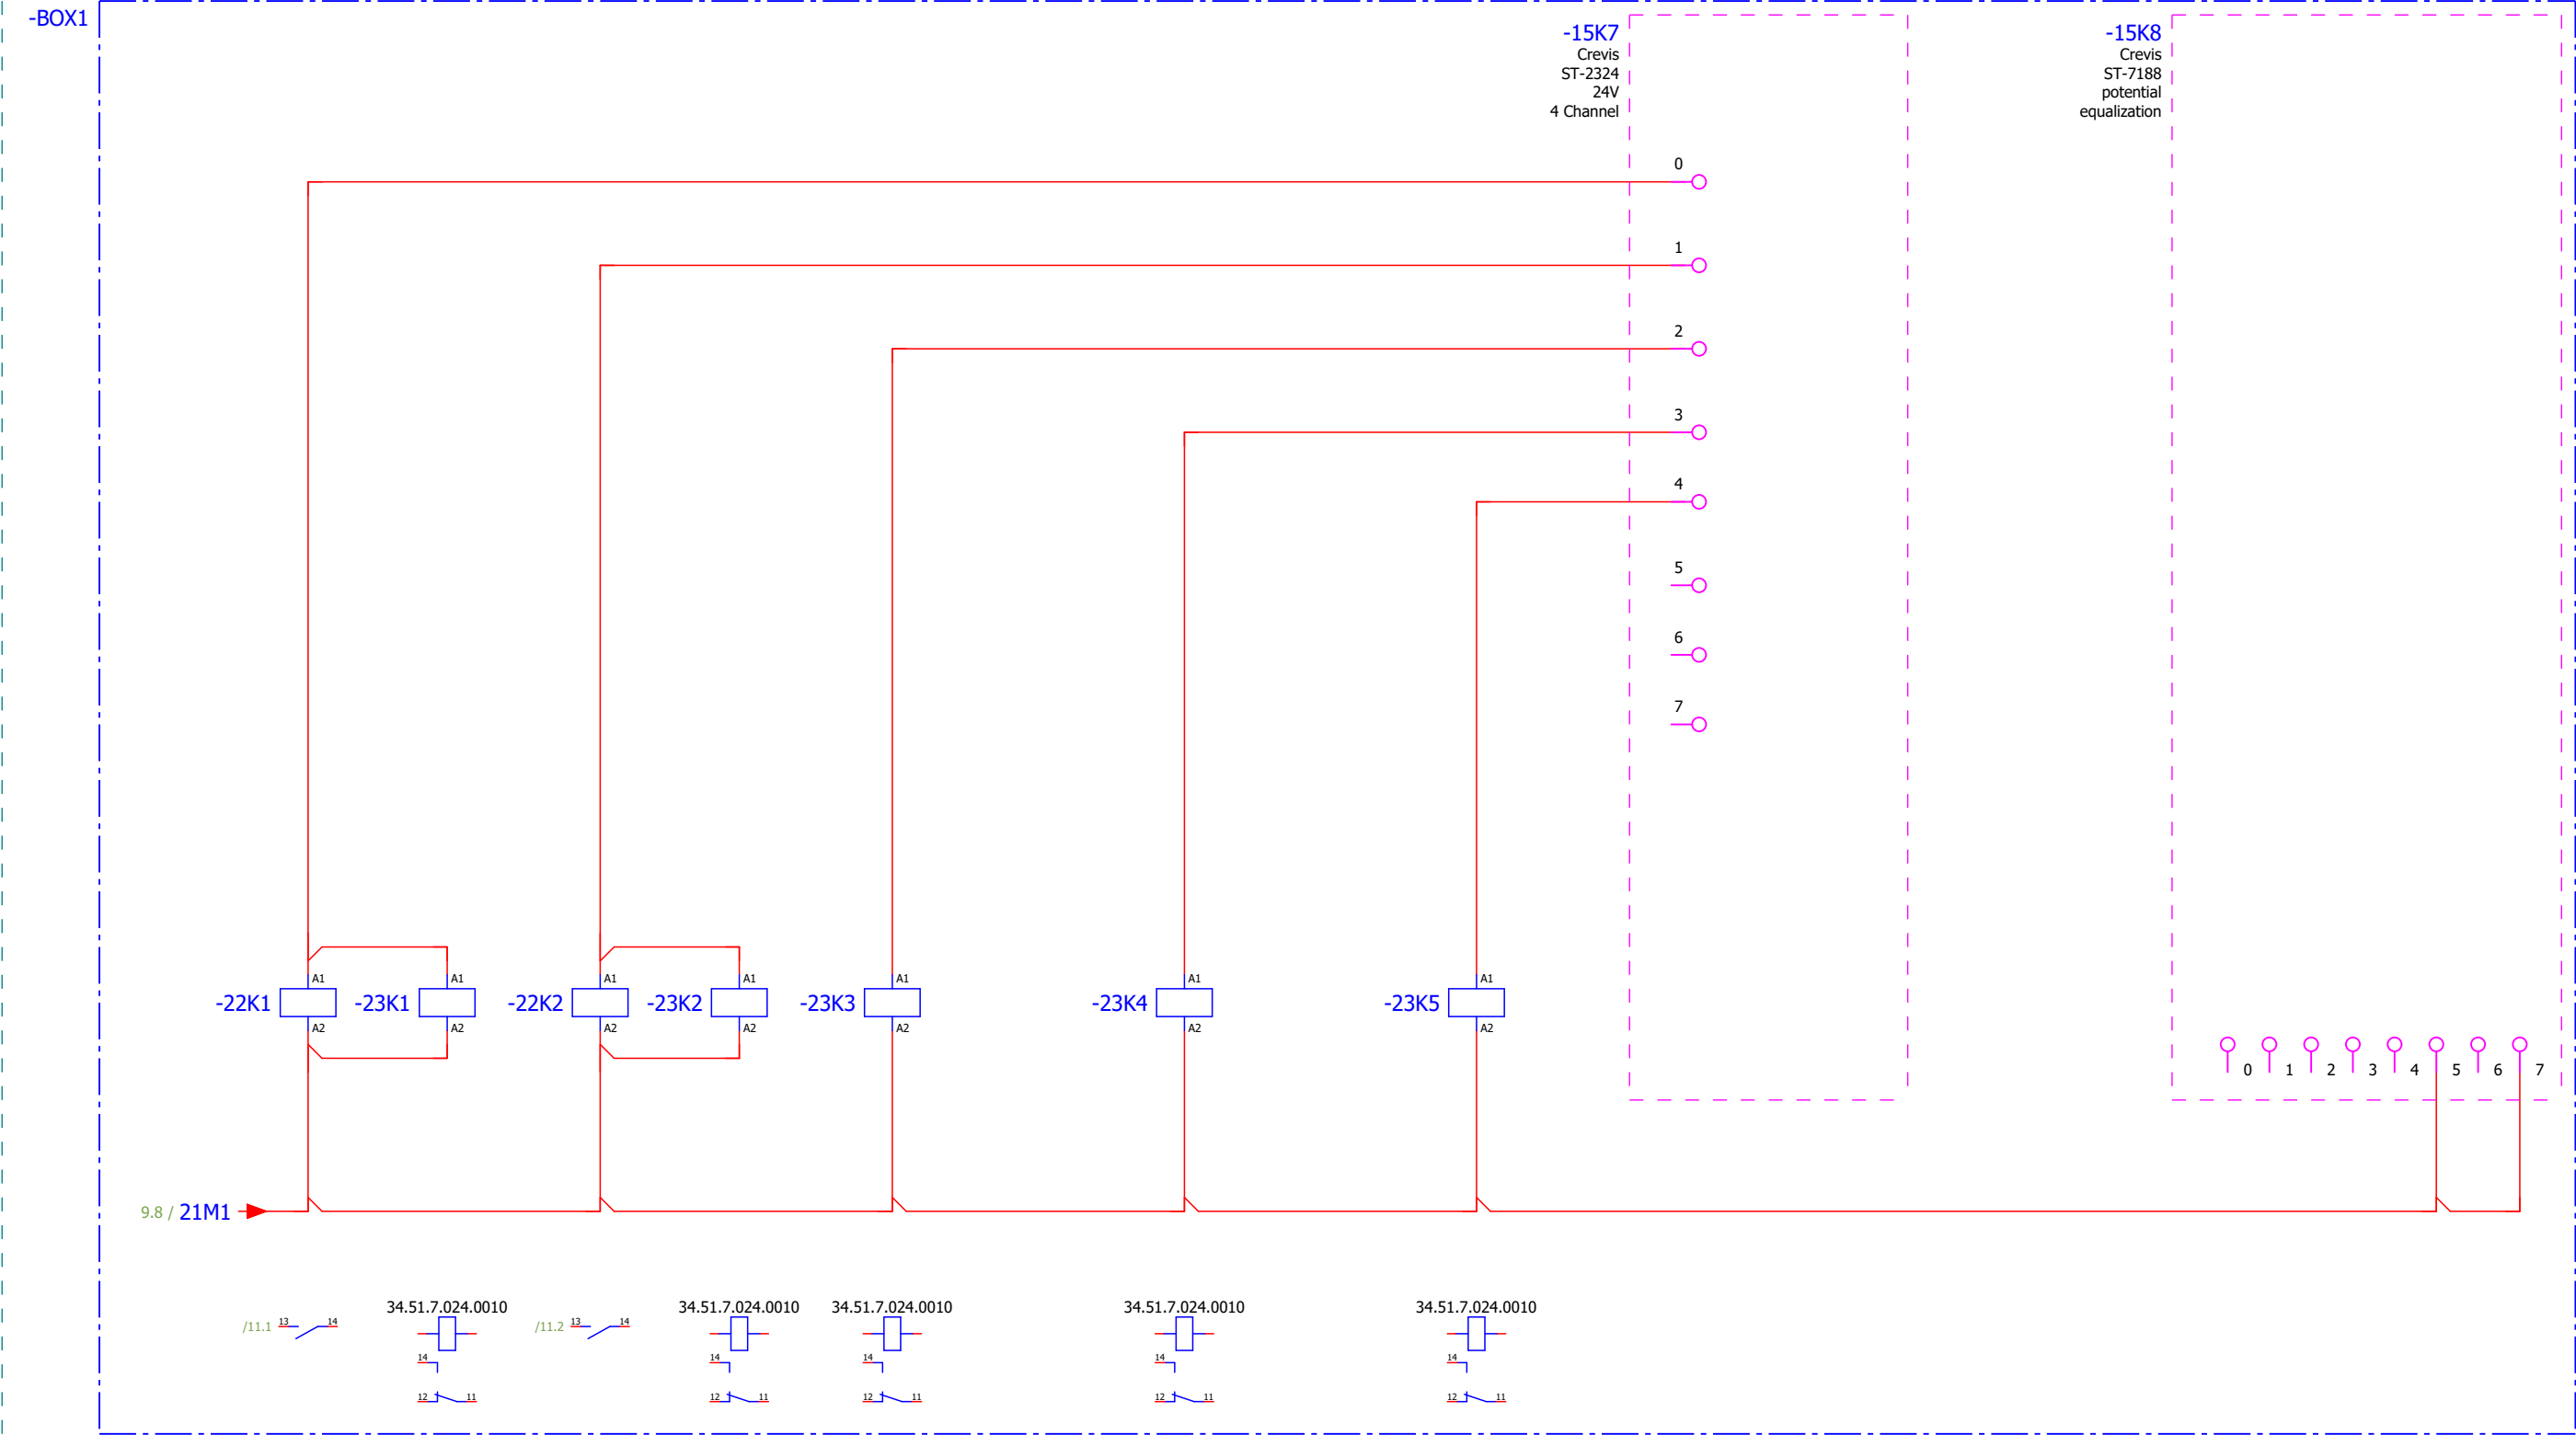 -BOX1
-15K7
Crevis
ST-2324
24V
4 Channel
-15K8
Crevis
ST-7188
potential
equalization
0
1
2
3
4
5
6
7
A1 A1 A1 A1 A1 A1 A1
-22K1 -23K1 -22K2 -23K2 -23K3 -23K4 -23K5
A2 A2 A2 A2 A2 A2 A2
0 1 2 3 4 5 6 7
9.8 / 21M1
34.51.7.024.0010 34.51.7.024.0010 34.51.7.024.0010 34.51.7.024.0010 34.51.7.024.0010
/11.1 13 14 /11.2 13 14
14 14 14 14 14
12 11 12 11 12 11 12 11 12 11